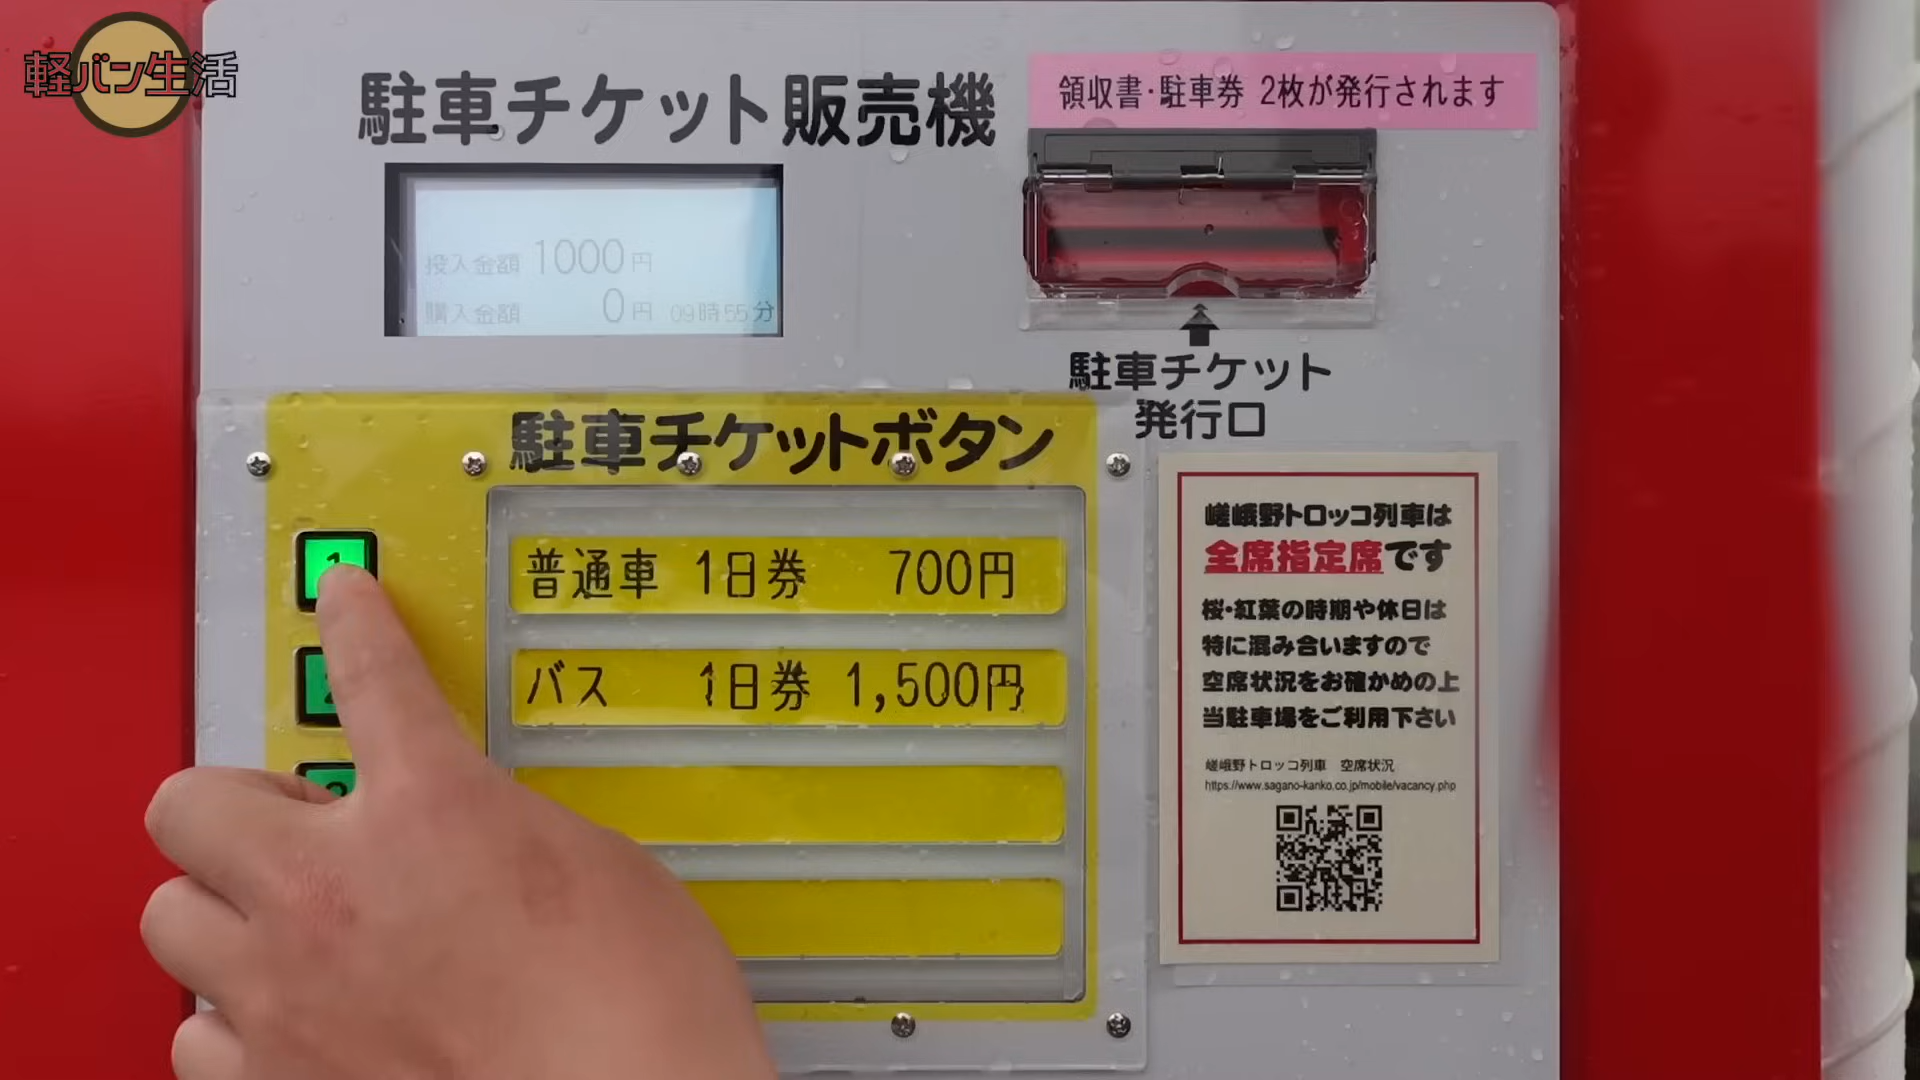 軽バン生活
駐車チケット販売機
領収書・駐車券 2枚が発行されます
投入金額 1000円
購入金額 0円 09時55分
駐車チケット
発行口
駐車チケットボタン
1
普通車 1日券 700円
2
バス 1日券 1,500円
嵯峨野トロッコ列車は
全席指定席です
桜・紅葉の時期や休日は
特に混み合いますので
空席状況をお確かめの上
当駐車場をご利用下さい
嵯峨野トロッコ列車 空席状況
https://www.sagano-kanko.co.jp/mobile/vacancy.php